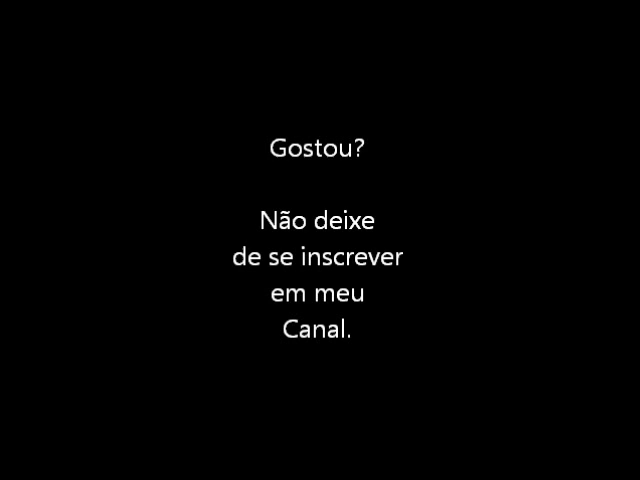 Gostou?
Não deixe
de se inscrever
em meu
Canal.